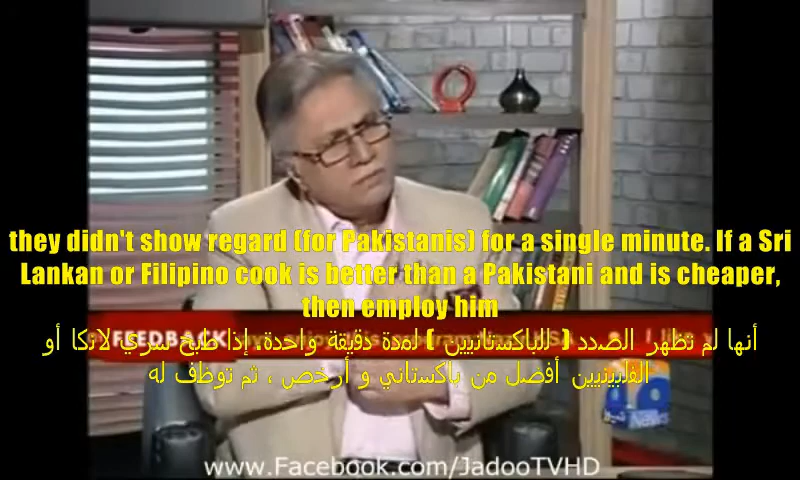 they didn't show regard (for Pakistanis) for a single minute. If a Sri
Lankan or Filipino cook is better than a Pakistani and is cheaper,
then employ him
أنها لم تظهر الصدد ( للباكستانيين ) لمدة دقيقة واحدة. إذا طبخ سري لانكا أو
الفلبينيين أفضل من باكستاني و أرخص ، ثم توظف له
FEEDBACK
News
www.Facebook.com/JadooTVHD